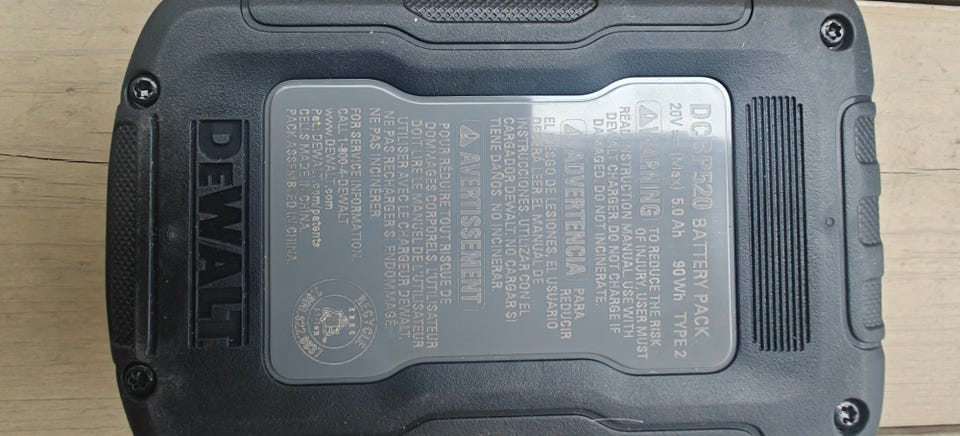 DCBP520 BATTERY PACK
20V ⎓ (Max) 5.0 Ah 90Wh TYPE 2
⚠WARNING TO REDUCE THE RISK
OF INJURY, USER MUST
READ INSTRUCTION MANUAL. USE WITH
DEWALT CHARGER. DO NOT CHARGE IF
DAMAGED. DO NOT INCINERATE.
⚠ADVERTENCIA PARA
REDUCIR
EL RIESGO DE LESIONES, EL USUARIO
DEBERÁ LEER EL MANUAL DE
INSTRUCCIONES. UTILIZAR CON EL
CARGADOR DEWALT. NO CARGAR SI
TIENE DAÑOS. NO INCINERAR.
⚠AVERTISSEMENT
POUR RÉDUIRE TOUT RISQUE DE
DOMMAGES CORPORELS, L'UTILISATEUR
DOIT LIRE LE MANUEL DE L'UTILISATEUR.
UTILISER AVEC LE CHARGEUR DEWALT.
NE PAS RECHARGER SI ENDOMMAGÉ.
NE PAS INCINÉRER.
FOR SERVICE INFORMATION,
CALL 1-800-4-DEWALT
www.DEWALT.com
Pat. DEWALT.com/patents
CELLS MADE IN CHINA.
PACK ASSEMBLED IN CHINA.
RBRC
Li-ion
DEWALT